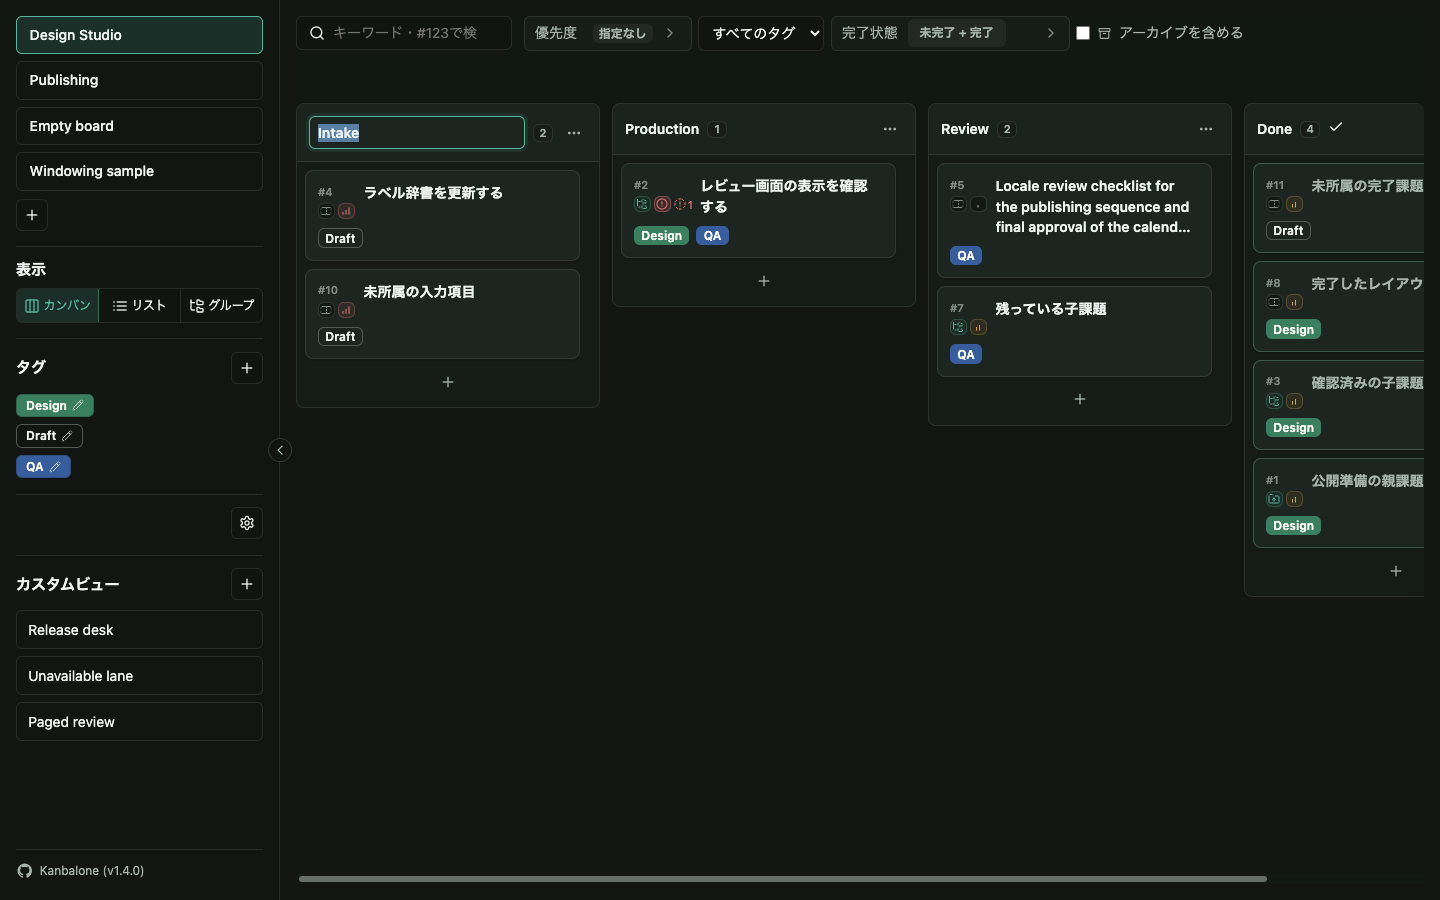 Design Studio
Publishing
Empty board
Windowing sample
表示
カンバン
リスト
グループ
タグ
Design
Draft
QA
カスタムビュー
Release desk
Unavailable lane
Paged review
Kanbalone (v1.4.0)
キーワード・#123で検
優先度 指定なし
すべてのタグ
完了状態 未完了 + 完了
アーカイブを含める
Intake 2
#4 ラベル辞書を更新する
Draft
#10 未所属の入力項目
Draft
Production 1
#2 レビュー画面の表示を確認
する
1
Design QA
Review 2
#5 Locale review checklist for
the publishing sequence and
final approval of the calend...
QA
#7 残っている子課題
QA
Done 4
#11 未所属の完了課題
Draft
#8 完了したレイアウ
Design
#3 確認済みの子課題
Design
#1 公開準備の親課題
Design